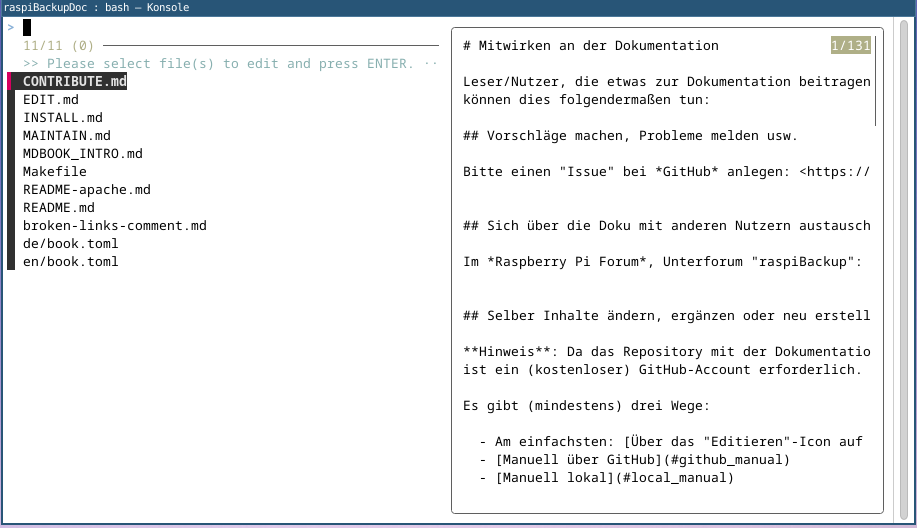 raspiBackupDoc : bash — Konsole
>
11/11 (0)
>> Please select file(s) to edit and press ENTER. ··
CONTRIBUTE.md
EDIT.md
INSTALL.md
MAINTAIN.md
MDBOOK_INTRO.md
Makefile
README-apache.md
README.md
broken-links-comment.md
de/book.toml
en/book.toml
# Mitwirken an der Dokumentation
1/131
Leser/Nutzer, die etwas zur Dokumentation beitragen
können dies folgendermaßen tun:
## Vorschläge machen, Probleme melden usw.
Bitte einen "Issue" bei *GitHub* anlegen: <https://
## Sich über die Doku mit anderen Nutzern austausch
Im *Raspberry Pi Forum*, Unterforum "raspiBackup":
## Selber Inhalte ändern, ergänzen oder neu erstell
**Hinweis**: Da das Repository mit der Dokumentatio
ist ein (kostenloser) GitHub-Account erforderlich.
Es gibt (mindestens) drei Wege:
- Am einfachsten: [Über das "Editieren"-Icon auf
- [Manuell über GitHub](#github_manual)
- [Manuell lokal](#local_manual)